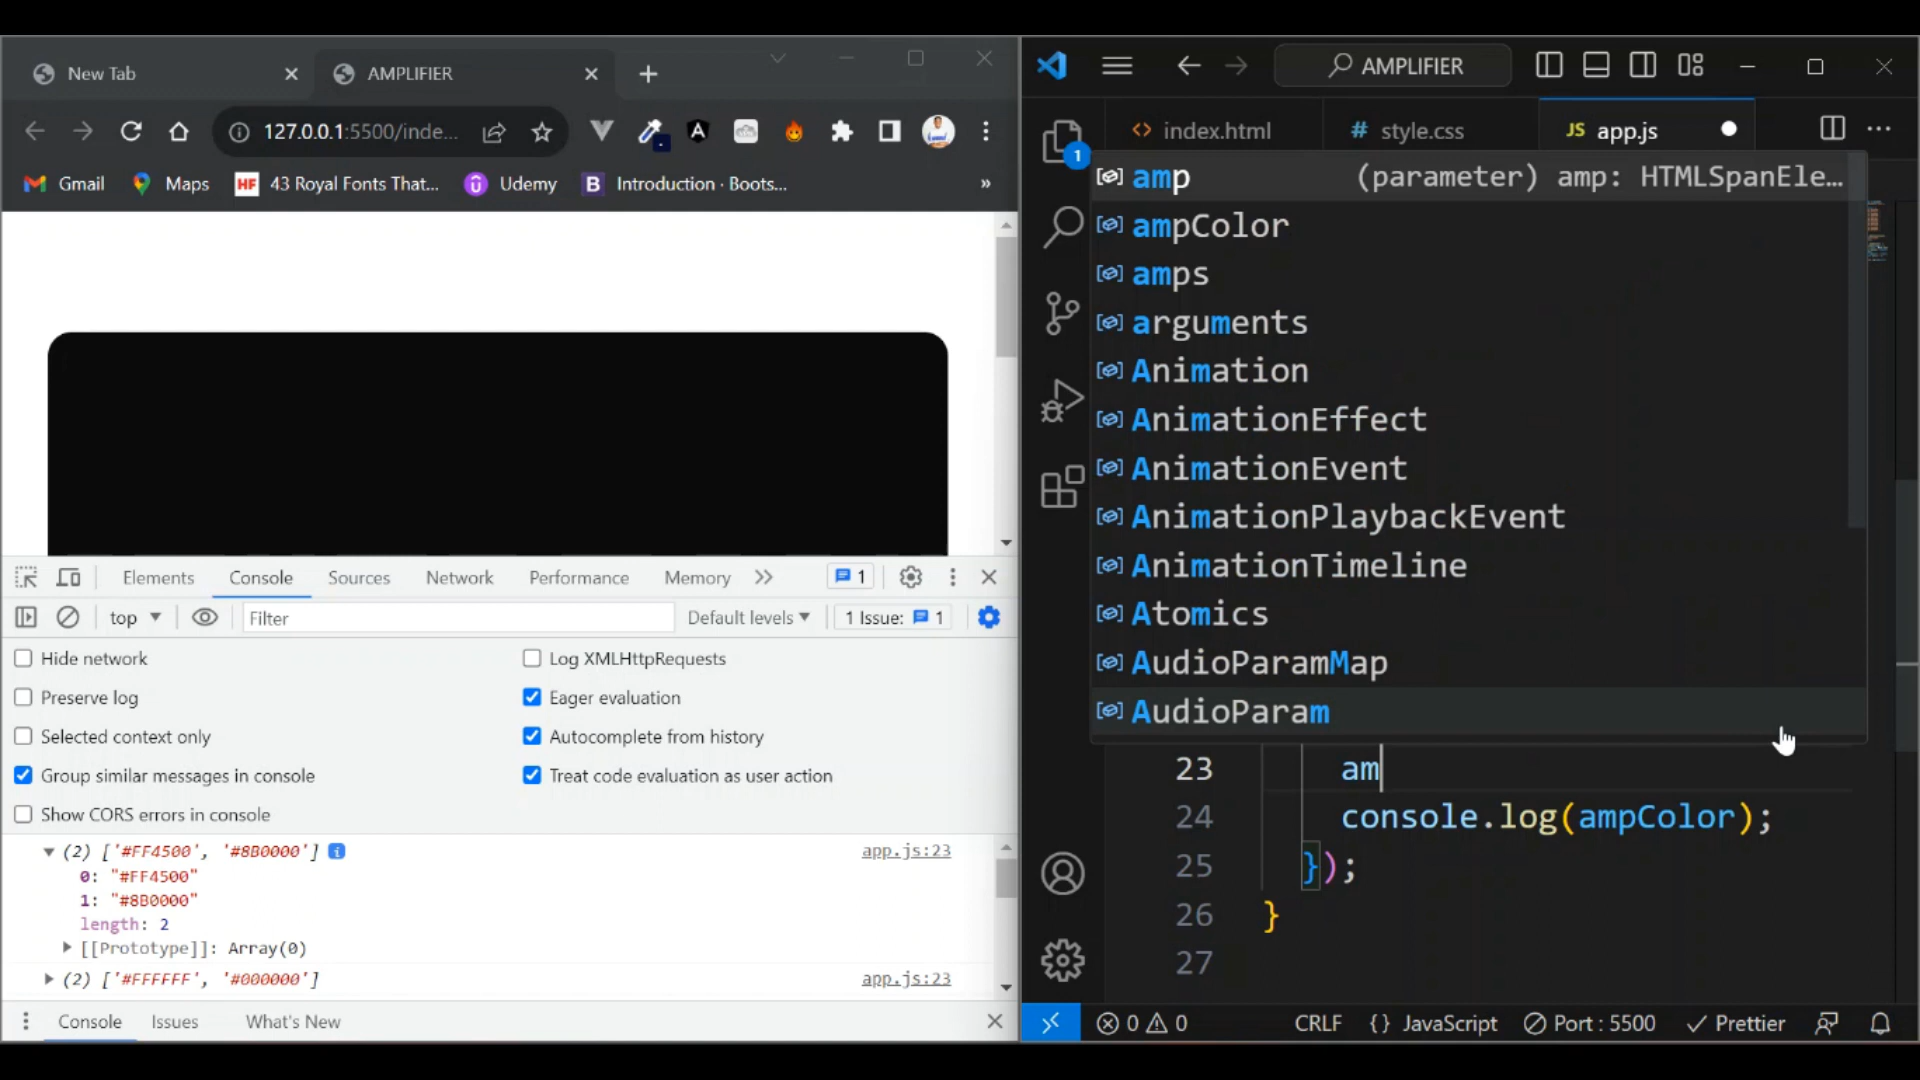 New Tab
AMPLIFIER
127.0.0.1:5500/inde...
Gmail
Maps
HF
43 Royal Fonts That...
Udemy
B
Introduction · Boots...
»
Elements
Console
Sources
Network
Performance
Memory
1
top
Filter
Default levels
1 Issue:
1
Hide network
Log XMLHttpRequests
Preserve log
Eager evaluation
Selected context only
Autocomplete from history
Group similar messages in console
Treat code evaluation as user action
Show CORS errors in console
(2) ['#FF4500', '#8B0000']
app.js:23
0: "#FF4500"
1: "#8B0000"
length: 2
[[Prototype]]: Array(0)
(2) ['#FFFFFF', '#000000']
app.js:23
Console
Issues
What's New
AMPLIFIER
index.html
# style.css
JS app.js
1
amp
(parameter) amp: HTMLSpanEle...
ampColor
amps
arguments
Animation
AnimationEffect
AnimationEvent
AnimationPlaybackEvent
AnimationTimeline
Atomics
AudioParamMap
AudioParam
23 am
24 console.log(ampColor);
25 });
26 }
27
0
0
CRLF
{ } JavaScript
Port : 5500
Prettier